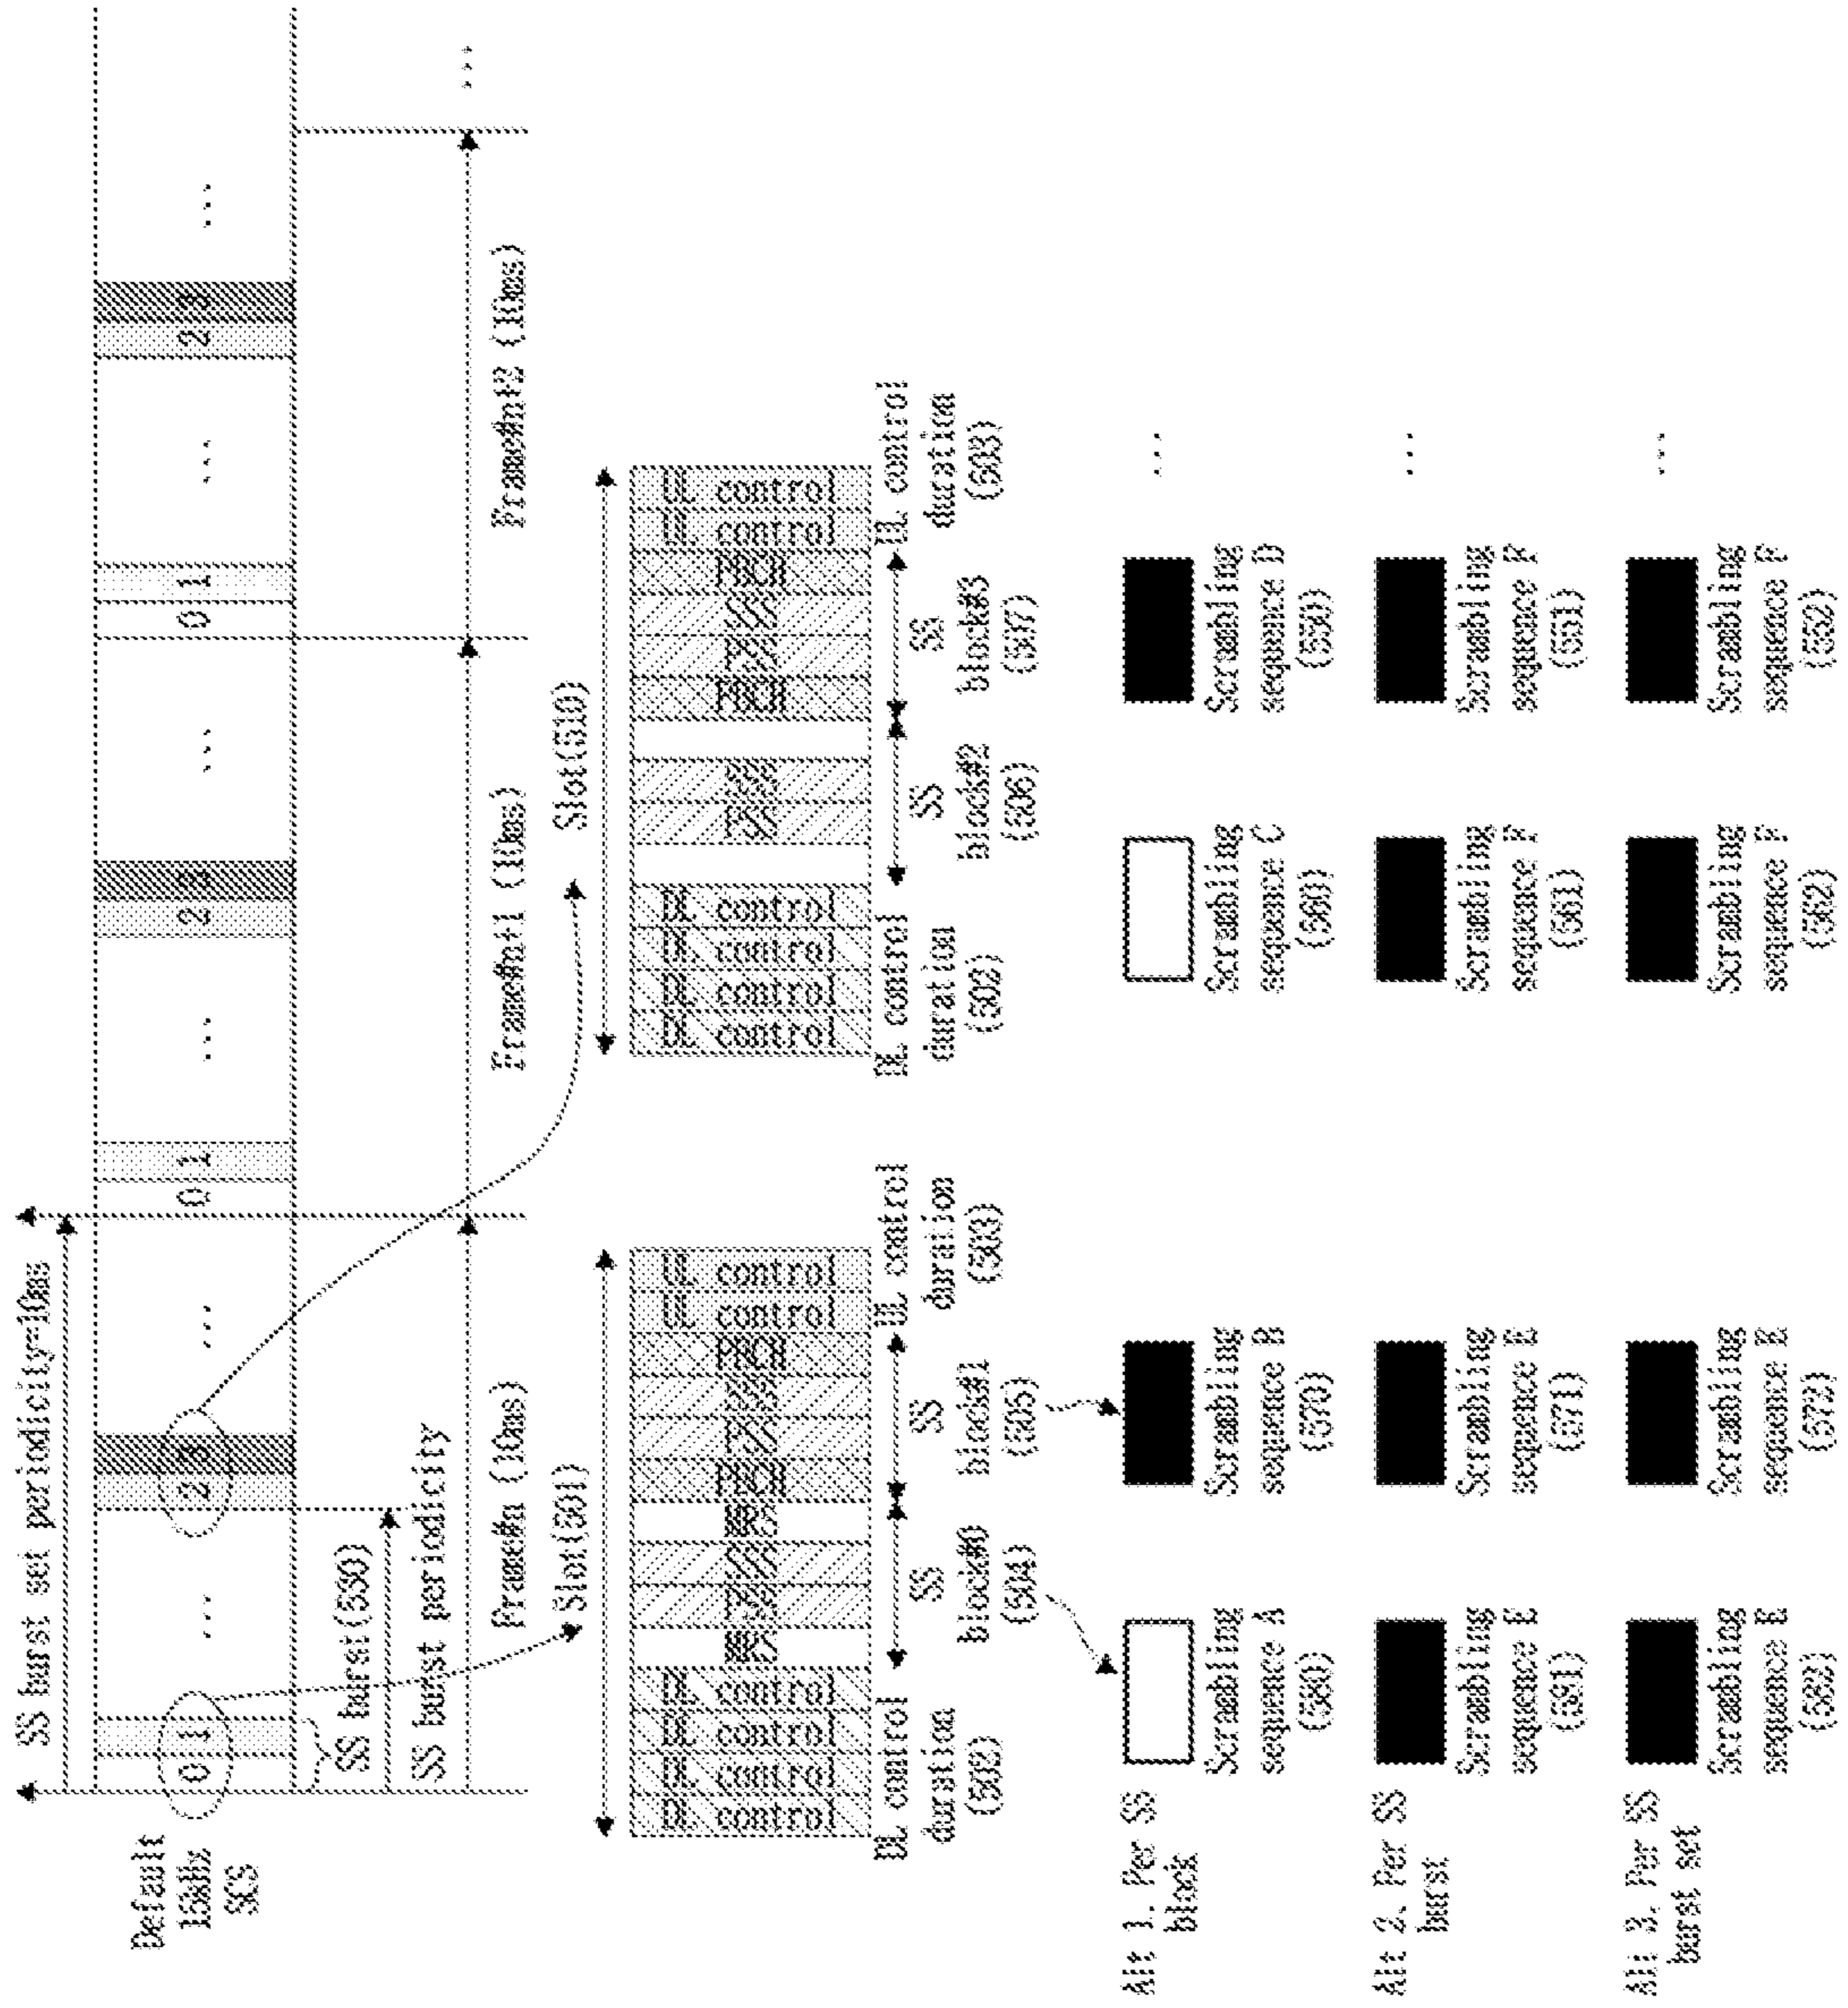 SS burst set periodicity=10ms
Default
15kHz
SCS
0 1
...
2 3
...
0 1
...
2 3
...
0 1
...
2 3
...
SS burst(530)
SS burst periodicity
Frame#n (10ms)
Frame#n+1 (10ms)
Frame#n+2 (10ms)
...
Slot(501)
Slot(510)
DL control
DL control
DL control
DL control
MRS
PSS
SSS
MRS
PBCH
PSS
SSS
PBCH
UL control
UL control
DL control
DL control
DL control
DL control
PSS
SSS
PBCH
PSS
SSS
PBCH
UL control
UL control
DL control
duration
(502)
SS
block#0
(504)
SS
block#1
(505)
UL control
duration
(503)
DL control
duration
(502)
SS
block#2
(506)
SS
block#3
(507)
UL control
duration
(503)
Alt 1. Per SS
block
Scrambling
sequence A
(580)
Scrambling
sequence B
(570)
Scrambling
sequence C
(560)
Scrambling
sequence D
(550)
...
Alt 2. Per SS
burst
Scrambling
sequence E
(581)
Scrambling
sequence E
(571)
Scrambling
sequence F
(561)
Scrambling
sequence F
(551)
...
Alt 3. Per SS
burst set
Scrambling
sequence E
(582)
Scrambling
sequence E
(572)
Scrambling
sequence F
(562)
Scrambling
sequence F
(552)
...